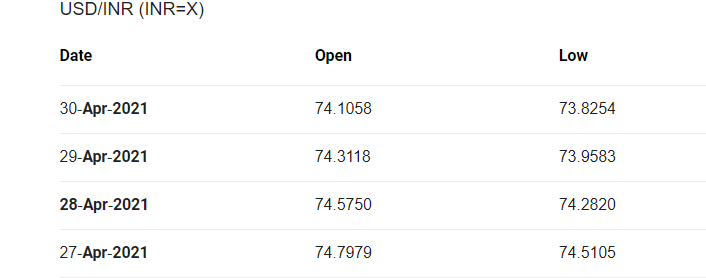 USD/INR (INR=X)
Date Open Low
30-Apr-2021 74.1058 73.8254
29-Apr-2021 74.3118 73.9583
28-Apr-2021 74.5750 74.2820
27-Apr-2021 74.7979 74.5105